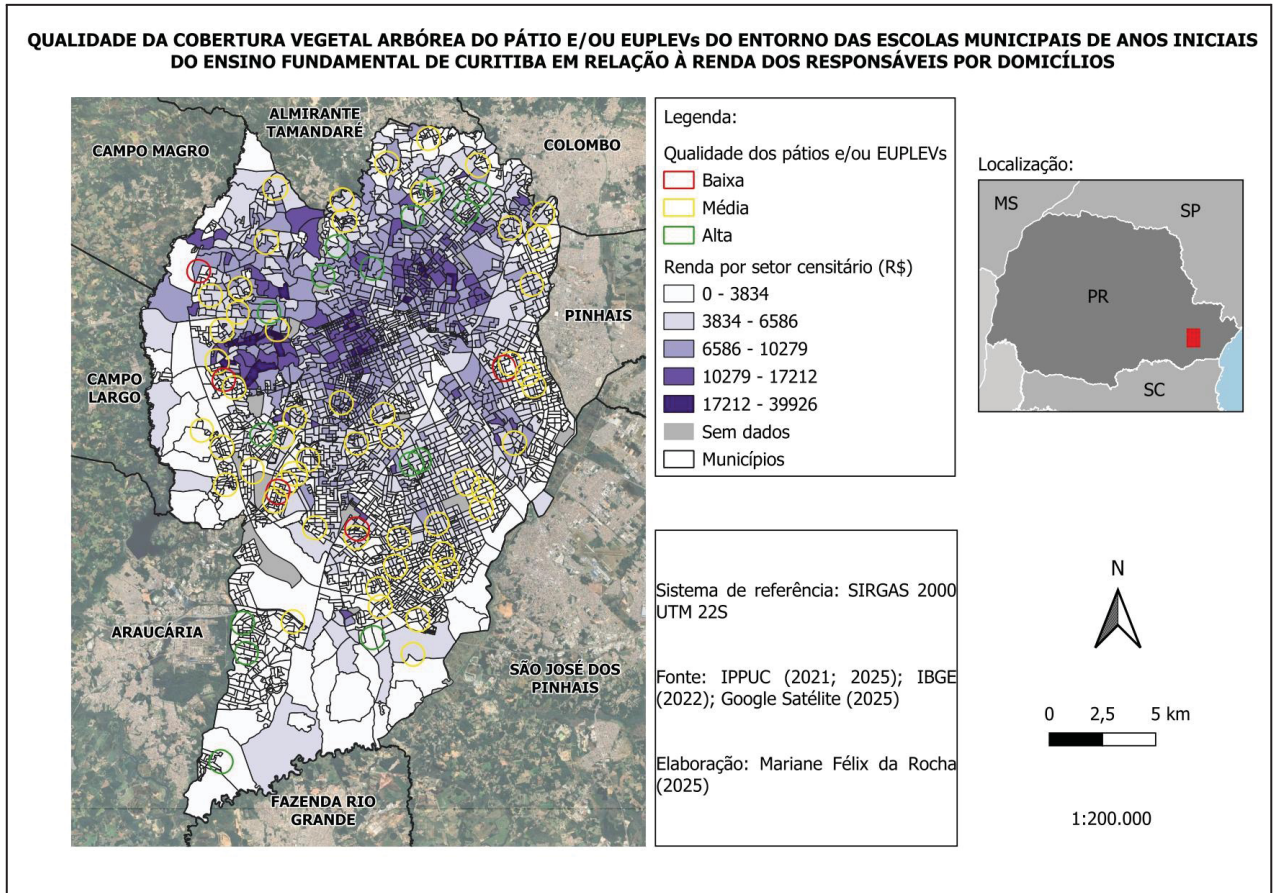 QUALIDADE DA COBERTURA VEGETAL ARBÓREA DO PÁTIO E/OU EUPLEVs DO ENTORNO DAS ESCOLAS MUNICIPAIS DE ANOS INICIAIS
DO ENSINO FUNDAMENTAL DE CURITIBA EM RELAÇÃO À RENDA DOS RESPONSÁVEIS POR DOMICÍLIOS
ALMIRANTE
TAMANDARÉ
CAMPO MAGRO
COLOMBO
PINHAIS
CAMPO
LARGO
ARAUCÁRIA
SÃO JOSÉ DOS
PINHAIS
FAZENDA RIO
GRANDE
Legenda:
Qualidade dos pátios e/ou EUPLEVs
Baixa
Média
Alta
Renda por setor censitário (R$)
0 - 3834
3834 - 6586
6586 - 10279
10279 - 17212
17212 - 39926
Sem dados
Municípios
Sistema de referência: SIRGAS 2000
UTM 22S
Fonte: IPPUC (2021; 2025); IBGE
(2022); Google Satélite (2025)
Elaboração: Mariane Félix da Rocha
(2025)
Localização:
MS
SP
PR
SC
N
0 2,5 5 km
1:200.000